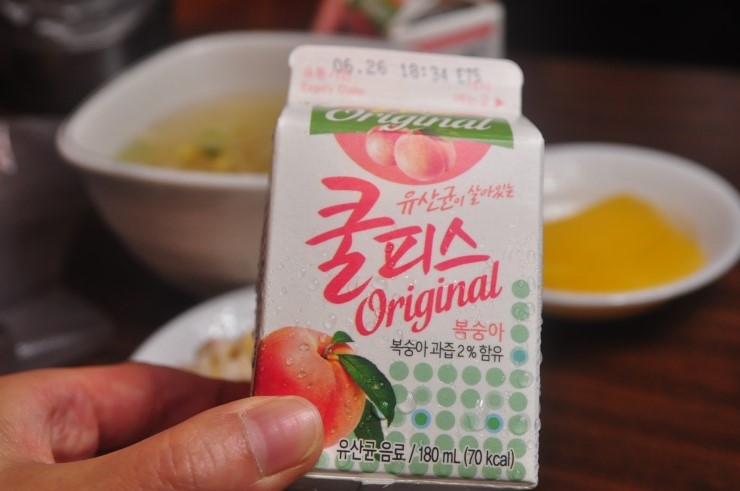 06.26 18:34 ETS
Expiry Date
Original
유산균이 살아있는
쿨피스
Original
복숭아
복숭아 과즙 2% 함유
유산균 음료 / 180 mL (70 kcal)